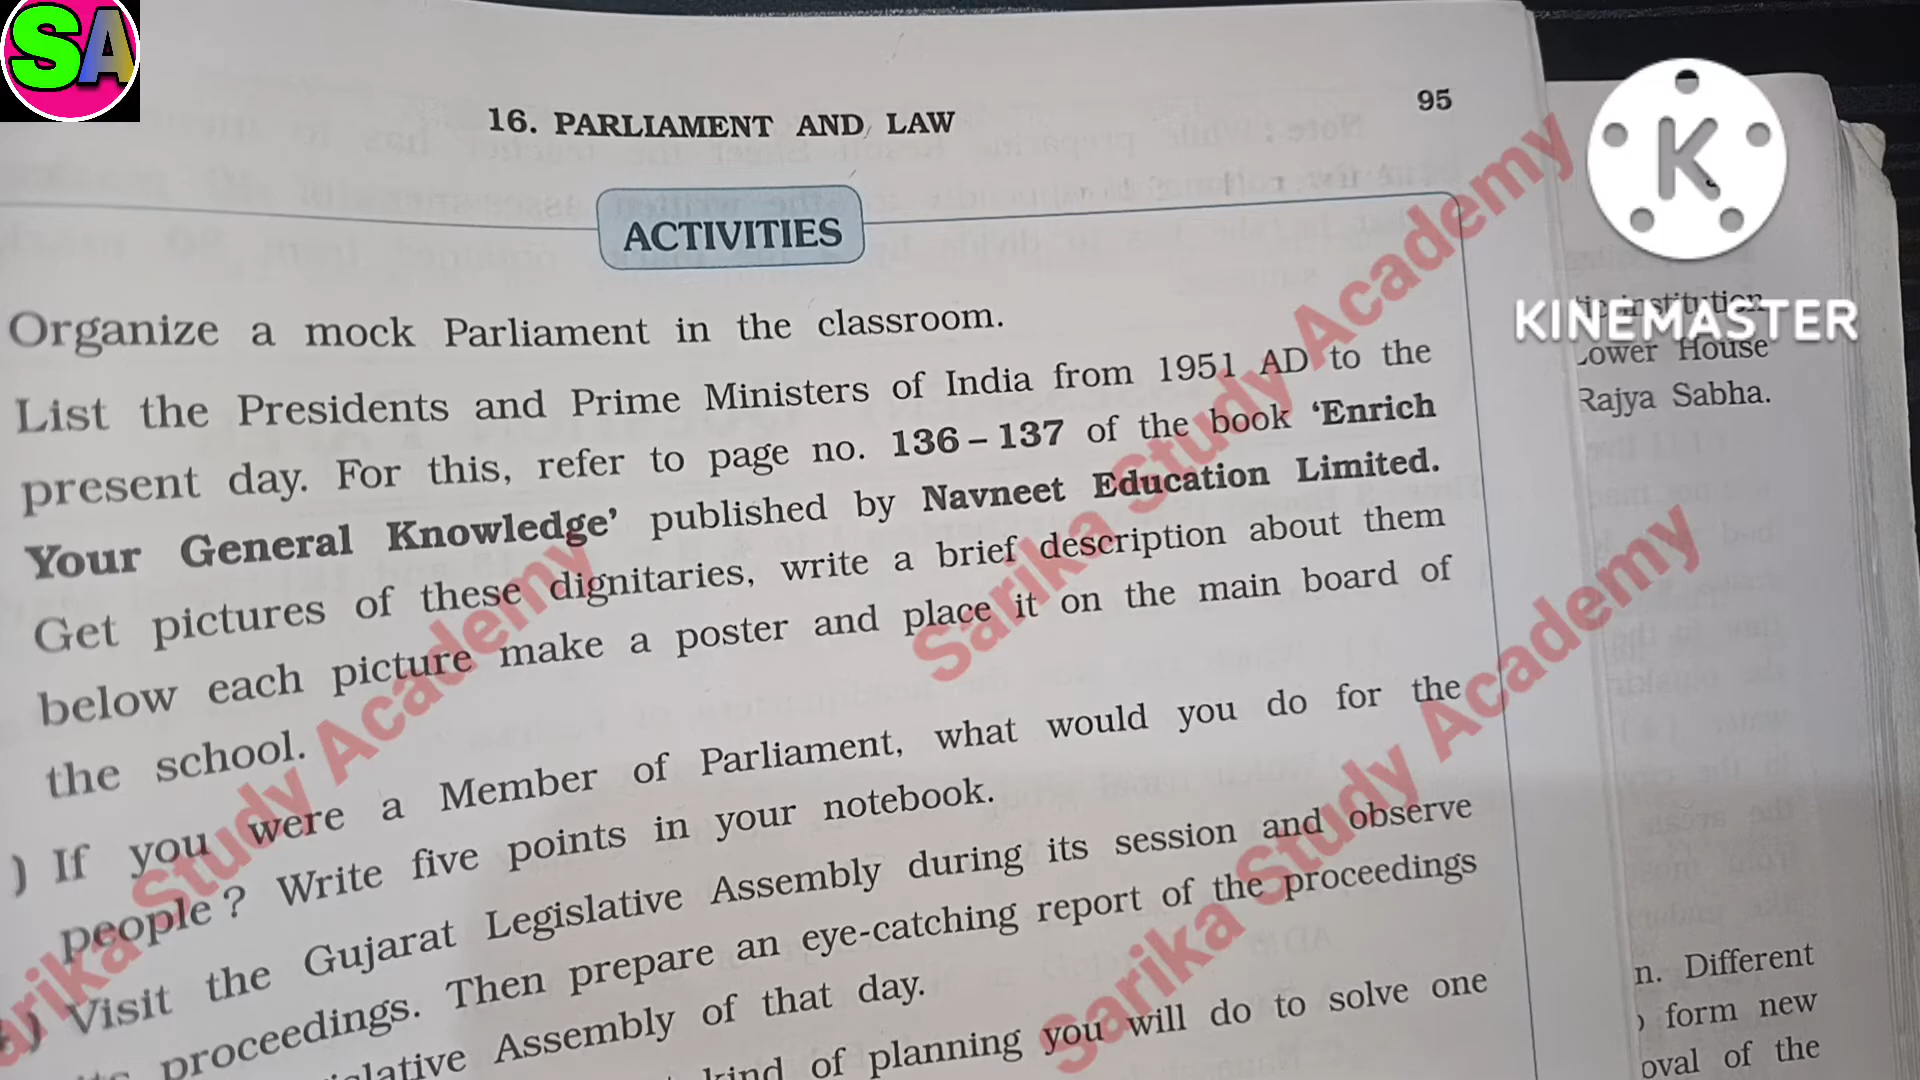 SA
16. PARLIAMENT AND LAW
95
ACTIVITIES
Organize a mock Parliament in the classroom.
List the Presidents and Prime Ministers of India from 1951 AD to the
present day. For this, refer to page no. 136 – 137 of the book ‘Enrich
Your General Knowledge’ published by Navneet Education Limited.
Get pictures of these dignitaries, write a brief description about them
below each picture make a poster and place it on the main board of
the school.
) If you were a Member of Parliament, what would you do for the
people? Write five points in your notebook.
) Visit the Gujarat Legislative Assembly during its session and observe
its proceedings. Then prepare an eye-catching report of the proceedings
Assembly of that day.
kind of planning you will do to solve one
K
KINEMASTER
institution
Lower House
Rajya Sabha.
n. Different
) form new
oval of the
Sarika Study Academy
Sarika Study Academy
Sarika Study Academy